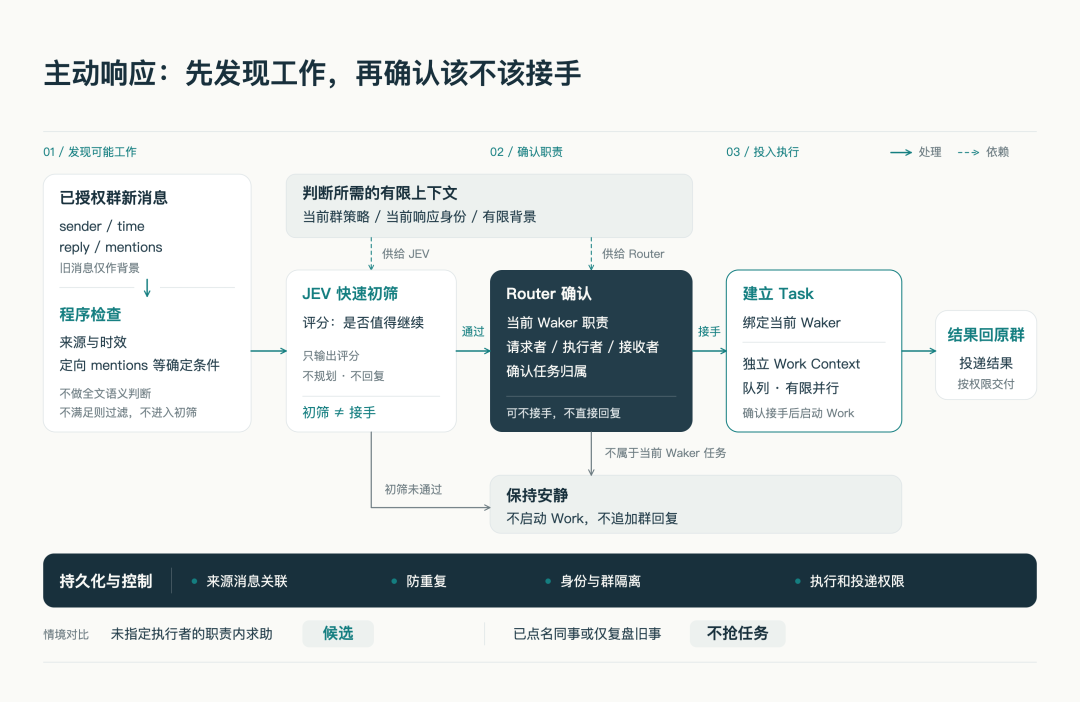 主动响应：先发现工作，再确认该不该接手
01 / 发现可能工作
02 / 确认职责
03 / 投入执行
处理
依赖
已授权群新消息
sender / time
reply / mentions
旧消息仅作背景
程序检查
来源与时效
定向 mentions 等确定条件
不做全文语义判断
不满足则过滤，不进入初筛
判断所需的有限上下文
当前群策略 / 当前响应身份 / 有限背景
供给 JEV
供给 Router
JEV 快速初筛
评分：是否值得继续
只输出评分
不规划 · 不回复
初筛 ≠ 接手
通过
Router 确认
当前 Waker 职责
请求者 / 执行者 / 接收者
确认任务归属
可不接手，不直接回复
接手
建立 Task
绑定当前 Waker
独立 Work Context
队列 · 有限并行
确认接手后启动 Work
结果回原群
投递结果
按权限交付
不属于当前 Waker 任务
初筛未通过
保持安静
不启动 Work，不追加群回复
持久化与控制
来源消息关联
防重复
身份与群隔离
执行和投递权限
情境对比
未指定执行者的职责内求助
候选
已点名同事或仅复盘旧事
不抢任务